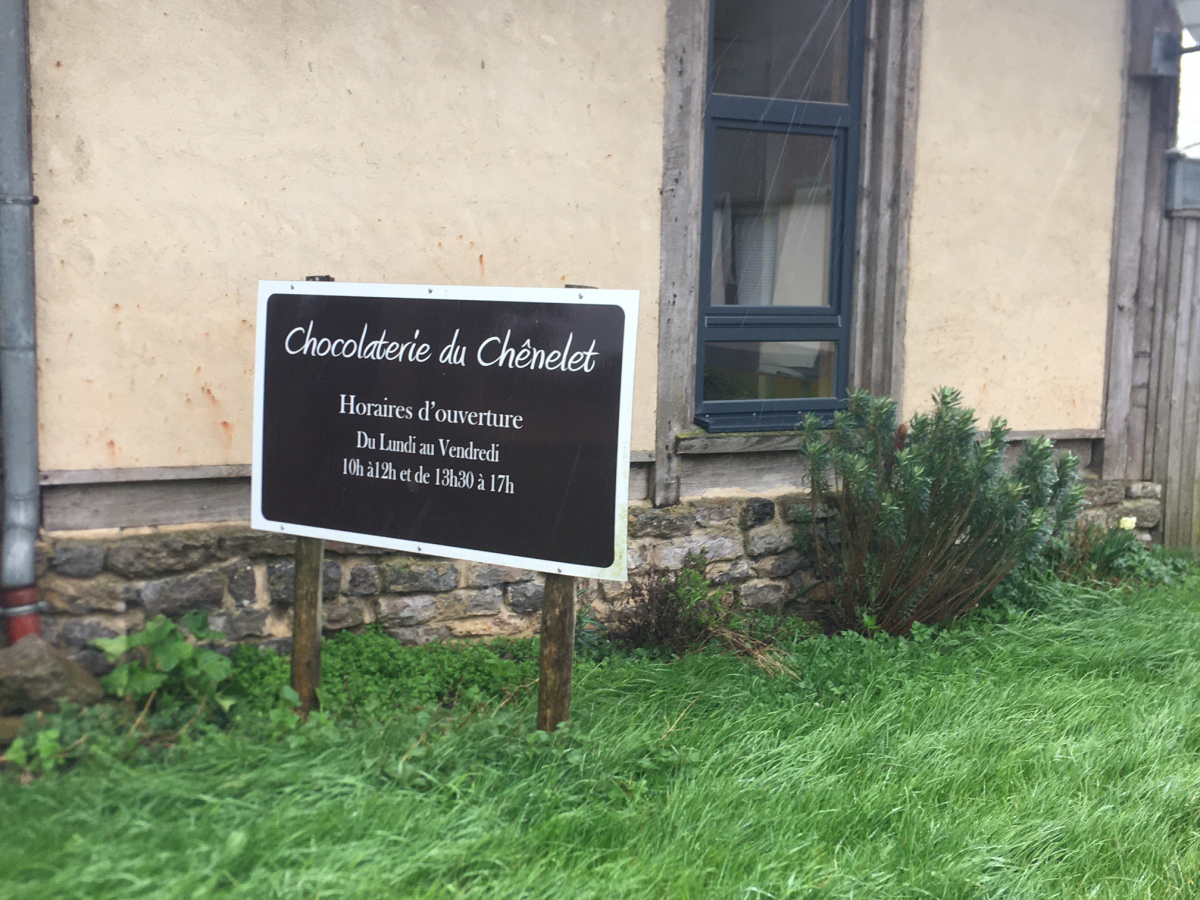 Chocolaterie du Chênelet
Horaires d'ouverture
Du Lundi au Vendredi
10h à12h et de 13h30 à 17h